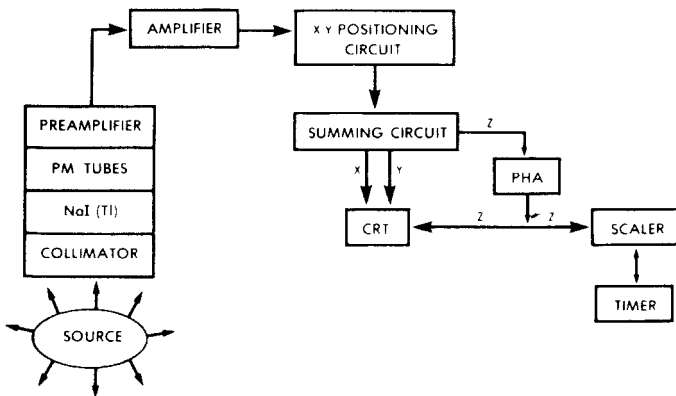 AMPLIFIER
X Y POSITIONING
CIRCUIT
PREAMPLIFIER
PM TUBES
NaI (Tl)
COLLIMATOR
SOURCE
SUMMING CIRCUIT
Z
X
Y
PHA
CRT
Z
Z
SCALER
TIMER